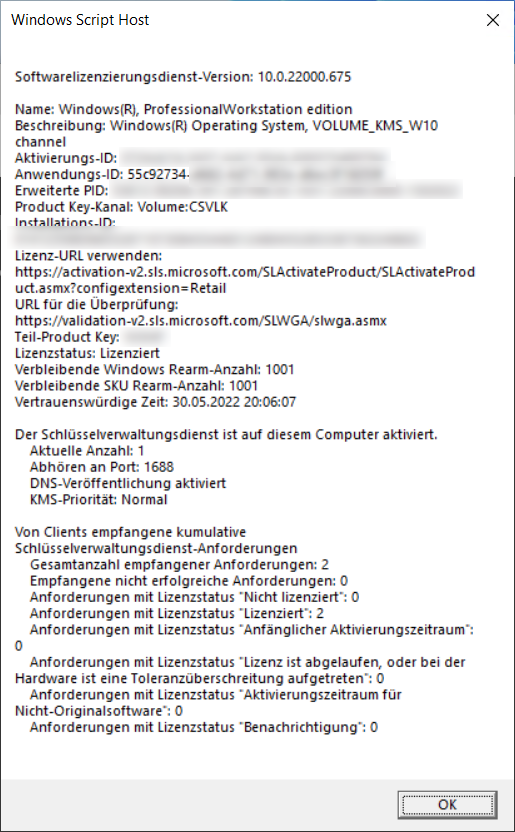 Windows Script Host
Softwarelizenzierungsdienst-Version: 10.0.22000.675
Name: Windows(R), ProfessionalWorkstation edition
Beschreibung: Windows(R) Operating System, VOLUME_KMS_W10
channel
Aktivierungs-ID:
Anwendungs-ID: 55c92734-
Erweiterte PID:
Product Key-Kanal: Volume:CSVLK
Installations-ID:
Lizenz-URL verwenden:
https://activation-v2.sls.microsoft.com/SLActivateProduct/SLActivateProd
uct.asmx?configextension=Retail
URL für die Überprüfung:
https://validation-v2.sls.microsoft.com/SLWGA/slwga.asmx
Teil-Product Key:
Lizenzstatus: Lizenziert
Verbleibende Windows Rearm-Anzahl: 1001
Verbleibende SKU Rearm-Anzahl: 1001
Vertrauenswürdige Zeit: 30.05.2022 20:06:07
Der Schlüsselverwaltungsdienst ist auf diesem Computer aktiviert.
Aktuelle Anzahl: 1
Abhören an Port: 1688
DNS-Veröffentlichung aktiviert
KMS-Priorität: Normal
Von Clients empfangene kumulative
Schlüsselverwaltungsdienst-Anforderungen
Gesamtanzahl empfangener Anforderungen: 2
Empfangene nicht erfolgreiche Anforderungen: 0
Anforderungen mit Lizenzstatus "Nicht lizenziert": 0
Anforderungen mit Lizenzstatus "Lizenziert": 2
Anforderungen mit Lizenzstatus "Anfänglicher Aktivierungszeitraum":
0
Anforderungen mit Lizenzstatus "Lizenz ist abgelaufen, oder bei der
Hardware ist eine Toleranzüberschreitung aufgetreten": 0
Anforderungen mit Lizenzstatus "Aktivierungszeitraum für
Nicht-Originalsoftware": 0
Anforderungen mit Lizenzstatus "Benachrichtigung": 0
OK